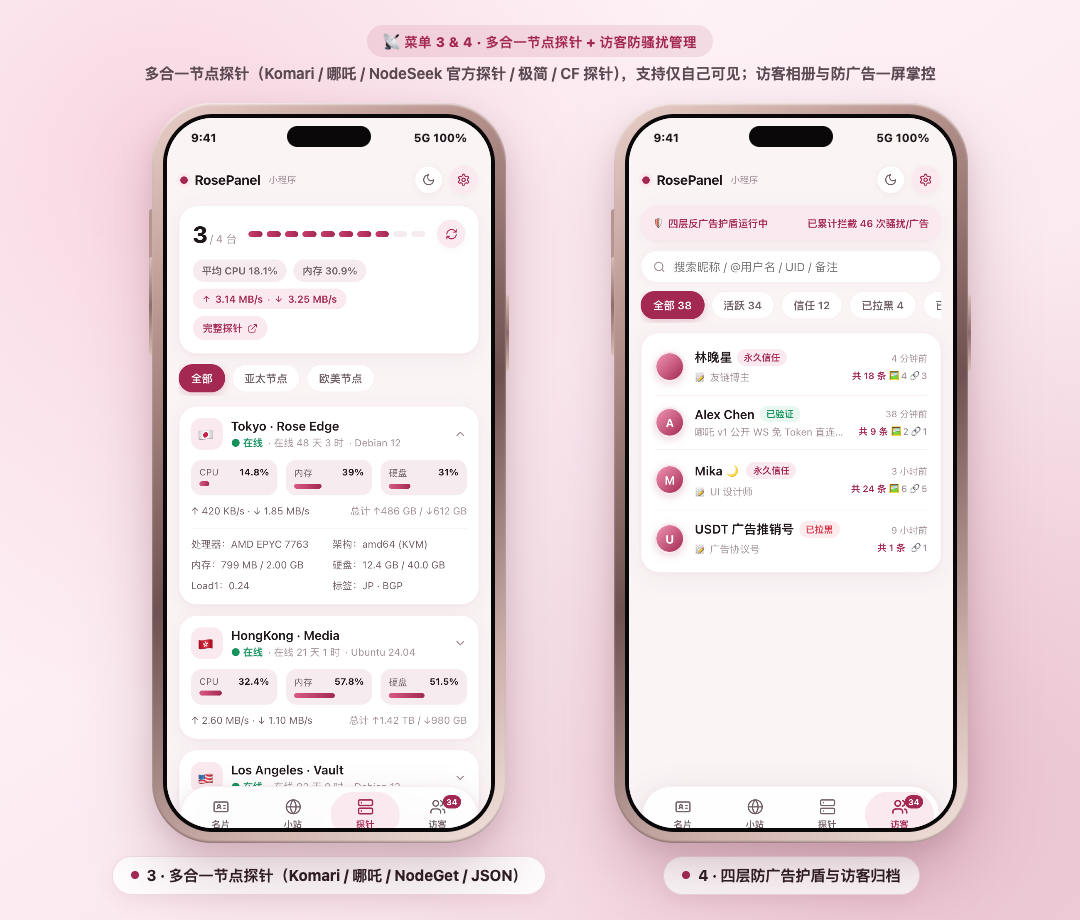 📡 菜单 3 & 4 · 多合一节点探针 + 访客防骚扰管理
多合一节点探针（Komari / 哪吒 / NodeSeek 官方探针 / 极简 / CF 探针），支持仅自己可见；访客相册与防广告一屏掌控
9:41 5G 100%
RosePanel 小程序
3 / 4 台
平均 CPU 18.1% 内存 30.9%
↑ 3.14 MB/s · ↓ 3.25 MB/s
完整探针
全部 亚太节点 欧美节点
🇯🇵 Tokyo · Rose Edge
在线 · 在线 48 天 3 时 · Debian 12
CPU 14.8% 内存 39% 硬盘 31%
↑ 420 KB/s · ↓ 1.85 MB/s 总计 ↑486 GB / ↓612 GB
处理器：AMD EPYC 7763 架构：amd64 (KVM)
内存：799 MB / 2.00 GB 硬盘：12.4 GB / 40.0 GB
Load1：0.24 标签：JP · BGP
🇭🇰 HongKong · Media
在线 · 在线 21 天 1 时 · Ubuntu 24.04
CPU 32.4% 内存 57.8% 硬盘 51.5%
↑ 2.60 MB/s · ↓ 1.10 MB/s 总计 ↑1.42 TB / ↓980 GB
🇺🇸 Los Angeles · Vault
34
名片 小站 探针 访客
3 · 多合一节点探针（Komari / 哪吒 / NodeGet / JSON）
9:41 5G 100%
RosePanel 小程序
四层反广告护盾运行中 已累计拦截 46 次骚扰/广告
搜索昵称 / @用户名 / UID / 备注
全部 38 活跃 34 信任 12 已拉黑 4
林晚星 永久信任 4 分钟前
📝 友链博主 共 18 条 🖼️4 🔗3
A Alex Chen 已验证 38 分钟前
哪吒 v1 公开 WS 免 Token 直连... 共 9 条 🖼️2 🔗1
M Mika 🌙 永久信任 3 小时前
📝 UI 设计师 共 24 条 🖼️6 🔗5
U USDT 广告推销号 已拉黑 9 小时前
📝 广告协议号 共 1 条 🔗1
34
名片 小站 探针 访客
4 · 四层防广告护盾与访客归档